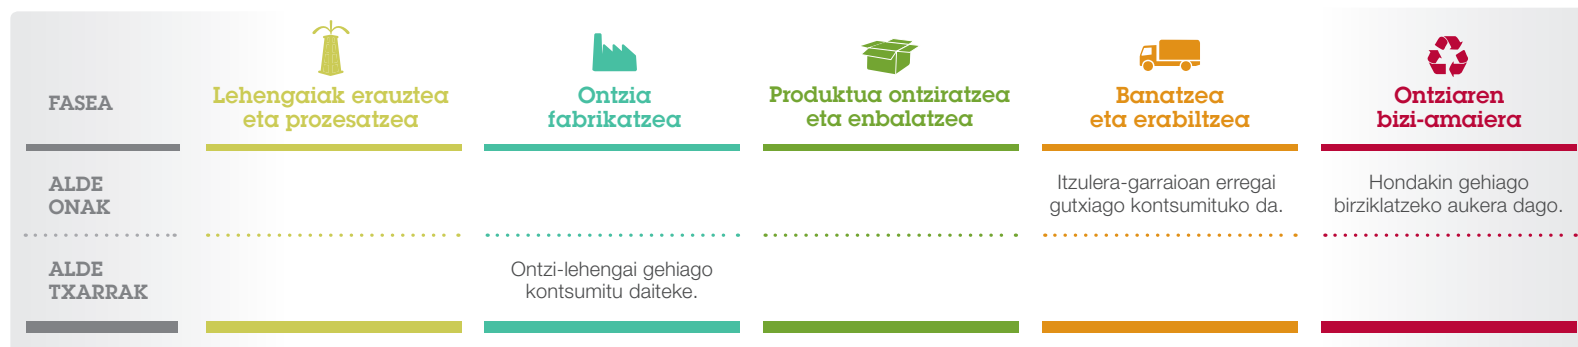 FASEA
Lehengaiak erauztea
eta prozesatzea
Ontzia
fabrikatzea
Produktua ontziratzea
eta enbalatzea
Banatzea
eta erabiltzea
Ontziaren
bizi-amaiera
ALDE
ONAK
Itzulera-garraioan erregai
gutxiago kontsumituko da.
Hondakin gehiago
birziklatzeko aukera dago.
ALDE
TXARRAK
Ontzi-lehengai gehiago
kontsumitu daiteke.